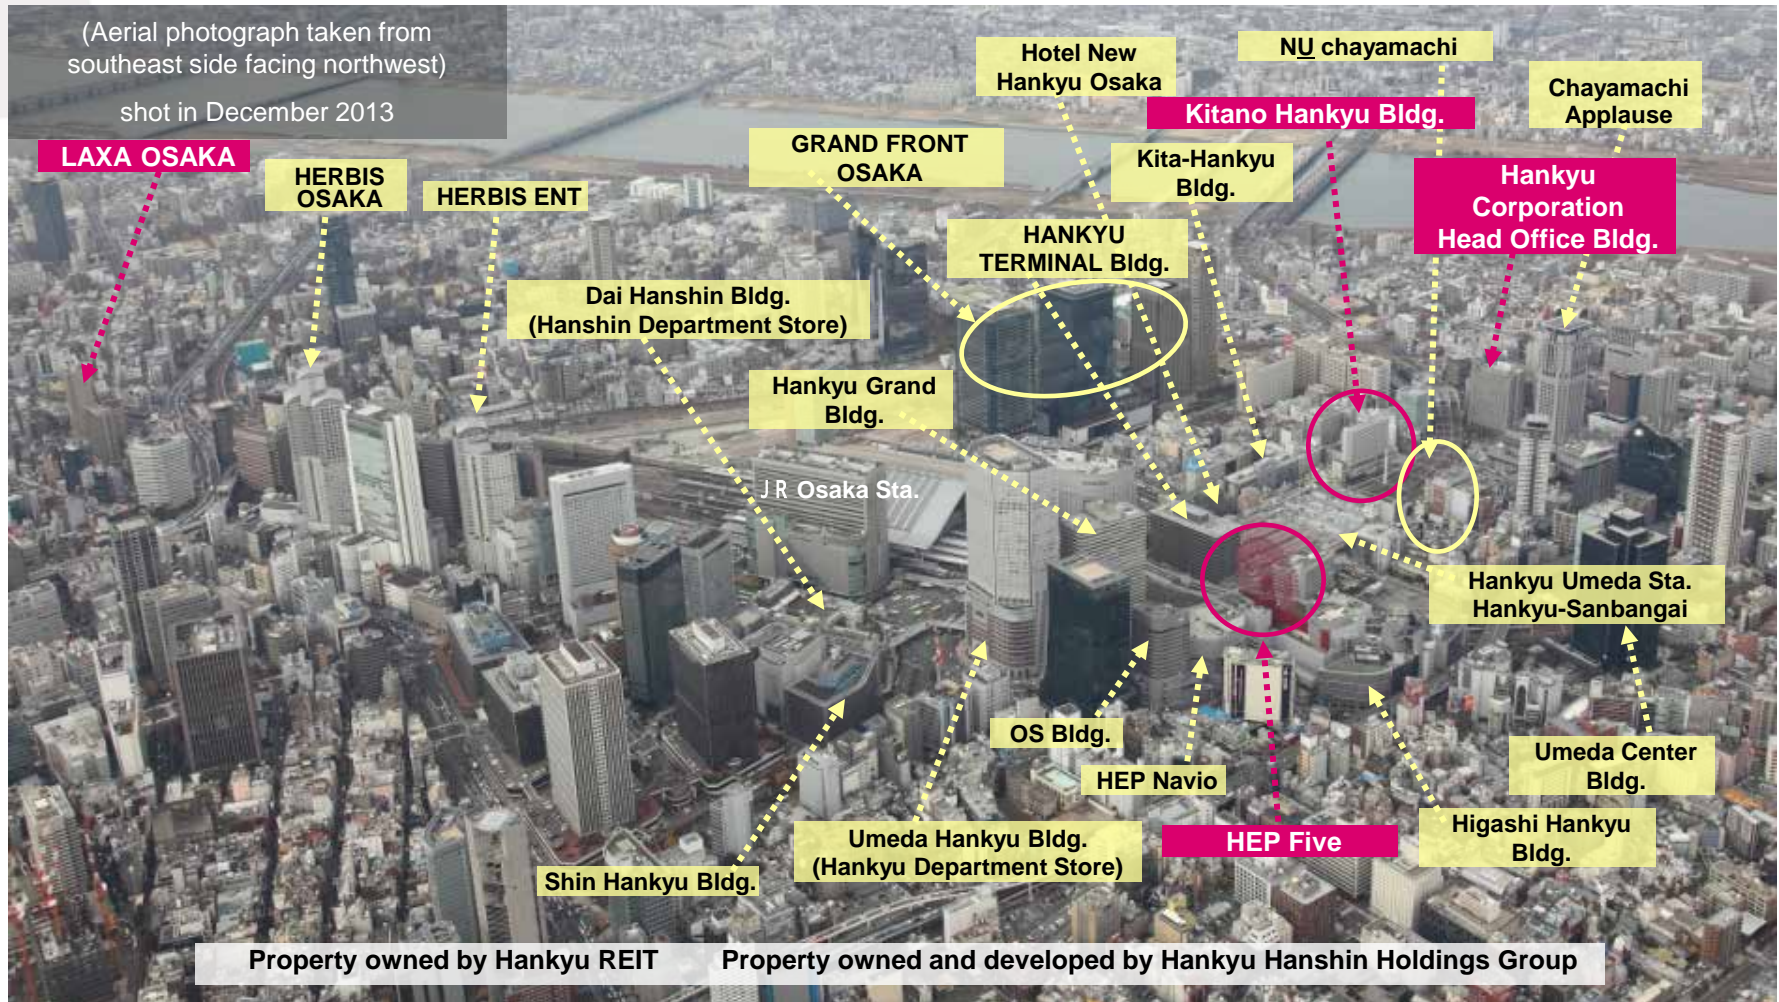 (Aerial photograph taken from
southeast side facing northwest)
shot in December 2013
LAXA OSAKA
HERBIS
OSAKA
HERBIS ENT
Dai Hanshin Bldg.
(Hanshin Department Store)
GRAND FRONT
OSAKA
Hotel New
Hankyu Osaka
HANKYU
TERMINAL Bldg.
Hankyu Grand
Bldg.
NU chayamachi
Kitano Hankyu Bldg.
Kita-Hankyu
Bldg.
Chayamachi
Applause
Hankyu
Corporation
Head Office Bldg.
JR Osaka Sta.
Hankyu Umeda Sta.
Hankyu-Sanbangai
OS Bldg.
HEP Navio
Umeda Center
Bldg.
Shin Hankyu Bldg.
Umeda Hankyu Bldg.
(Hankyu Department Store)
HEP Five
Higashi Hankyu
Bldg.
Property owned by Hankyu REIT Property owned and developed by Hankyu Hanshin Holdings Group